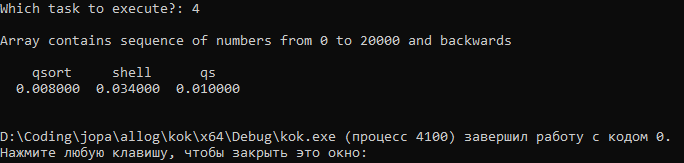 Which task to execute?: 4
Array contains sequence of numbers from 0 to 20000 and backwards
qsort shell qs
0.008000 0.034000 0.010000
D:\Coding\jopa\allog\kok\x64\Debug\kok.exe (процесс 4100) завершил работу с кодом 0.
Нажмите любую клавишу, чтобы закрыть это окно: